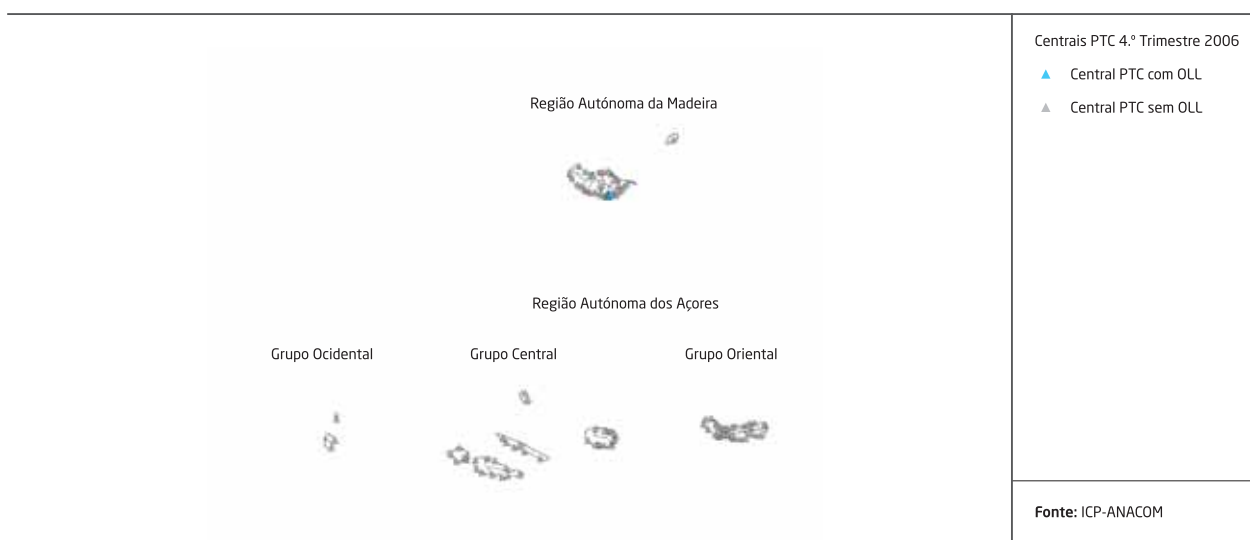 Centrais PTC 4.º Trimestre 2006
Central PTC com OLL
Central PTC sem OLL
Região Autónoma da Madeira
Região Autónoma dos Açores
Grupo Ocidental
Grupo Central
Grupo Oriental
Fonte: ICP-ANACOM